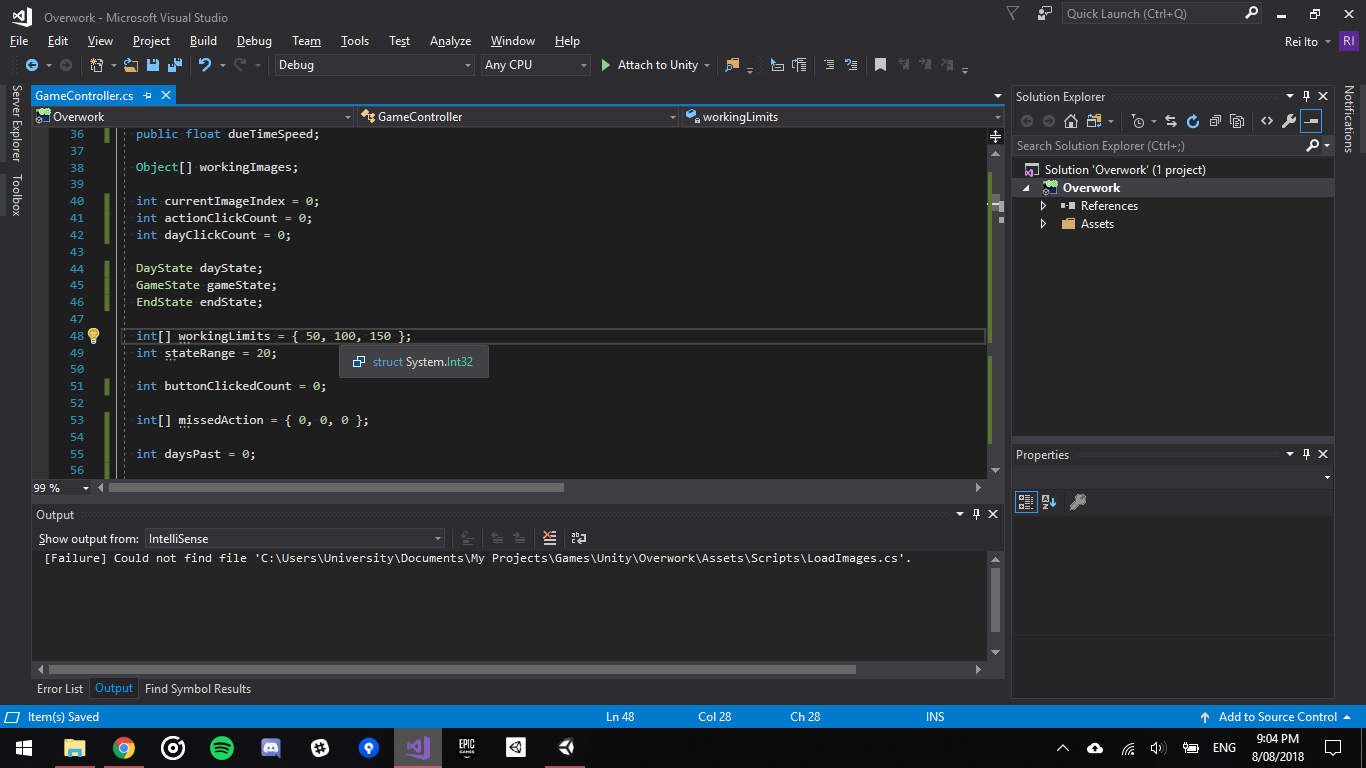 Overwork - Microsoft Visual Studio
Quick Launch (Ctrl+Q)
File Edit View Project Build Debug Team Tools Test Analyze Window Help
Rei Ito RI
Debug Any CPU Attach to Unity
Server Explorer
Toolbox
GameController.cs
Overwork GameController workingLimits
36 public float dueTimeSpeed;
37
38 Object[] workingImages;
39
40 int currentImageIndex = 0;
41 int actionClickCount = 0;
42 int dayClickCount = 0;
43
44 DayState dayState;
45 GameState gameState;
46 EndState endState;
47
48 int[] workingLimits = { 50, 100, 150 };
49 int stateRange = 20;
struct System.Int32
50
51 int buttonClickedCount = 0;
52
53 int[] missedAction = { 0, 0, 0 };
54
55 int daysPast = 0;
56
99 %
Output
Show output from: IntelliSense
[Failure] Could not find file 'C:\Users\University\Documents\My Projects\Games\Unity\Overwork\Assets\Scripts\LoadImages.cs'.
Error List Output Find Symbol Results
Solution Explorer
Search Solution Explorer (Ctrl+;)
Solution 'Overwork' (1 project)
Overwork
References
Assets
Properties
Notifications
Item(s) Saved Ln 48 Col 28 Ch 28 INS Add to Source Control
EPIC
GAMES
ENG
9:04 PM
8/08/2018